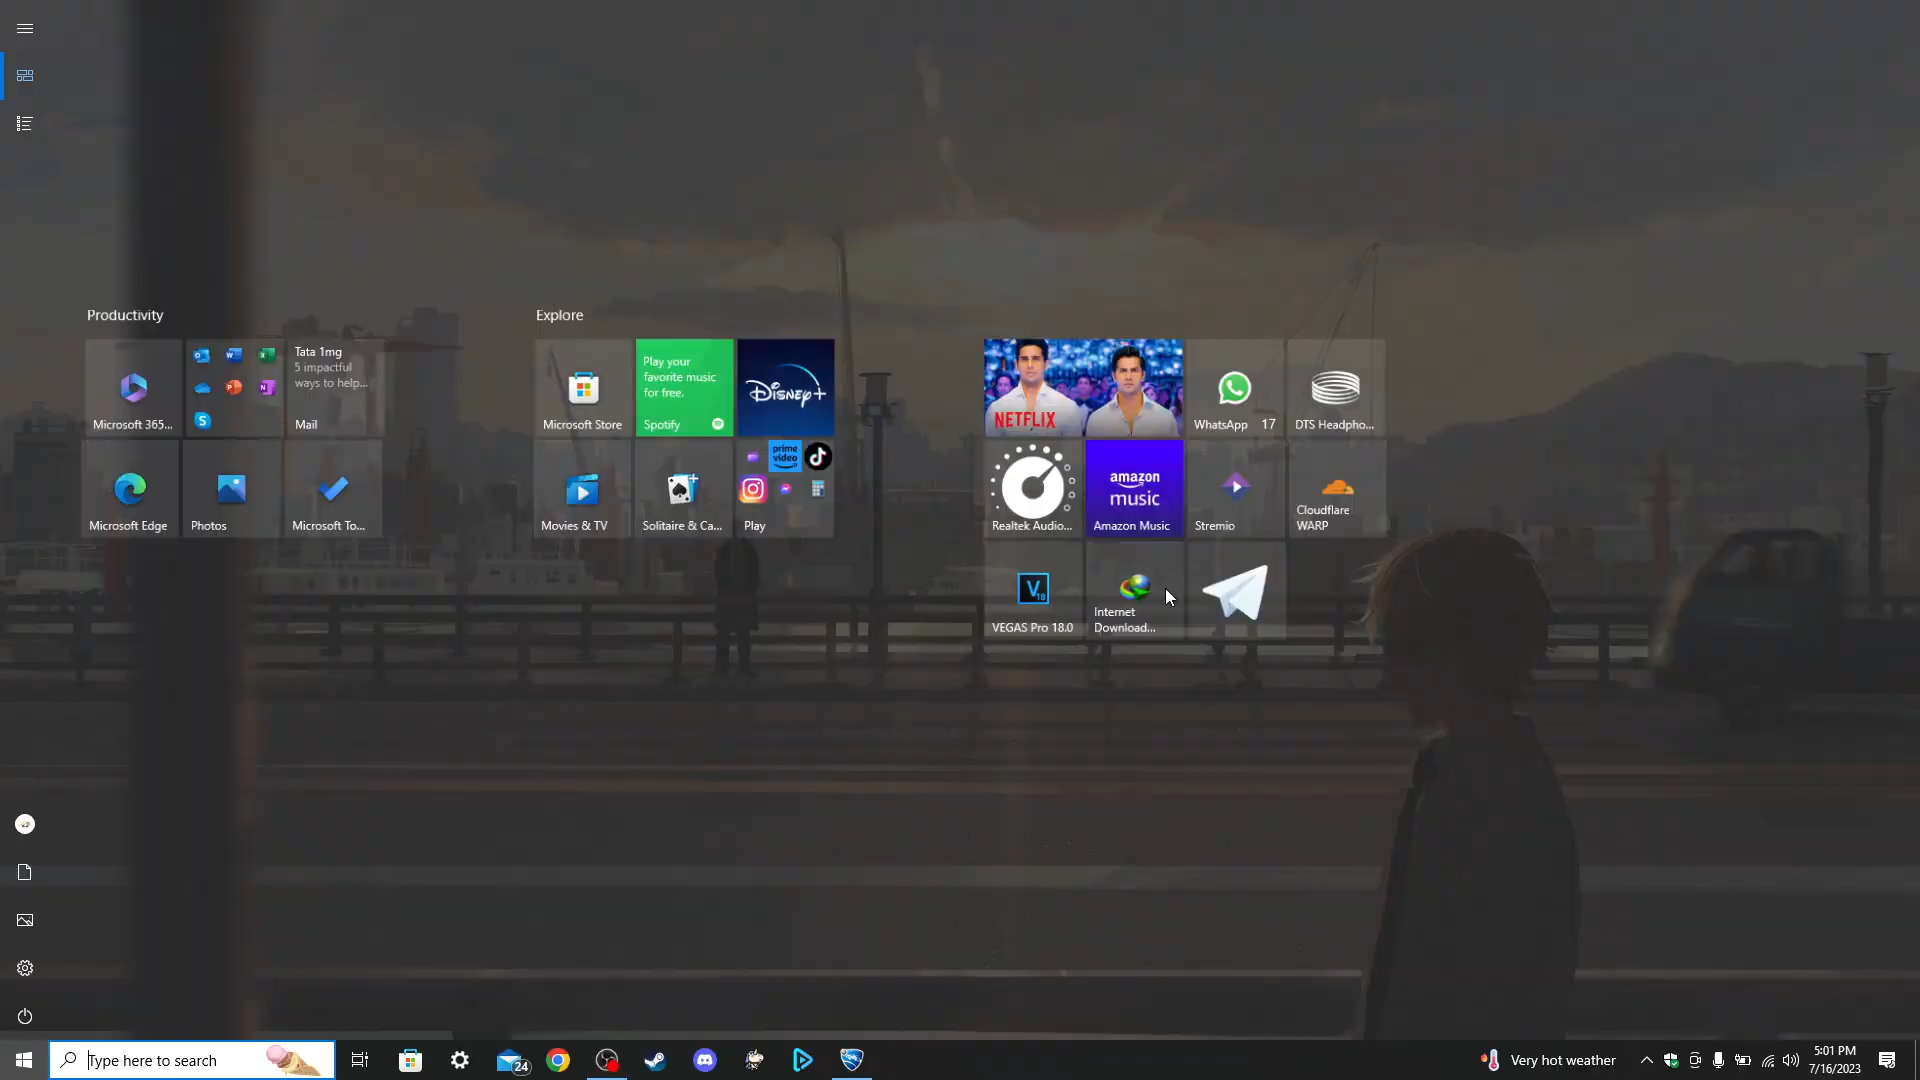 Productivity
Explore
Microsoft 365...
Tata 1mg
5 impactful
ways to help...
Mail
Microsoft Store
Play your
favorite music
for free.
Spotify
Disney+
NETFLIX
WhatsApp 17
DTS Headpho...
Microsoft Edge
Photos
Microsoft To...
Movies & TV
Solitaire & Ca...
prime
video
Play
Realtek Audio...
amazon
music
Amazon Music
Stremio
Cloudflare
WARP
V18
VEGAS Pro 18.0
Internet
Download...
Type here to search
24
Very hot weather
5:01 PM
7/16/2023